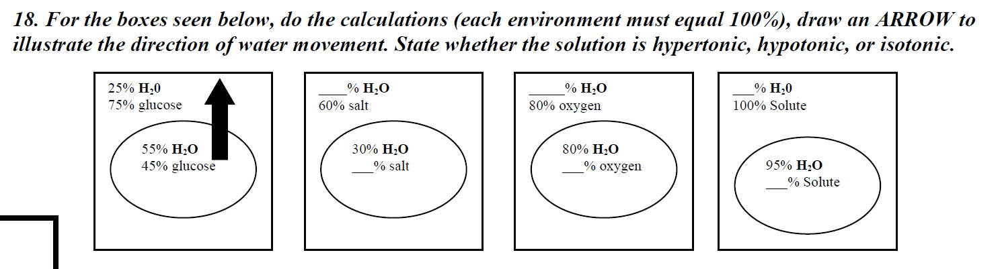 18. For the boxes seen below, do the calculations (each environment must equal 100%), draw an ARROW to
illustrate the direction of water movement. State whether the solution is hypertonic, hypotonic, or isotonic.
25% H₂0
75% glucose
55% H₂O
45% glucose
____% H₂O
60% salt
30% H₂O
___% salt
_____% H₂O
80% oxygen
80% H₂O
___% oxygen
___% H₂0
100% Solute
95% H₂O
___% Solute